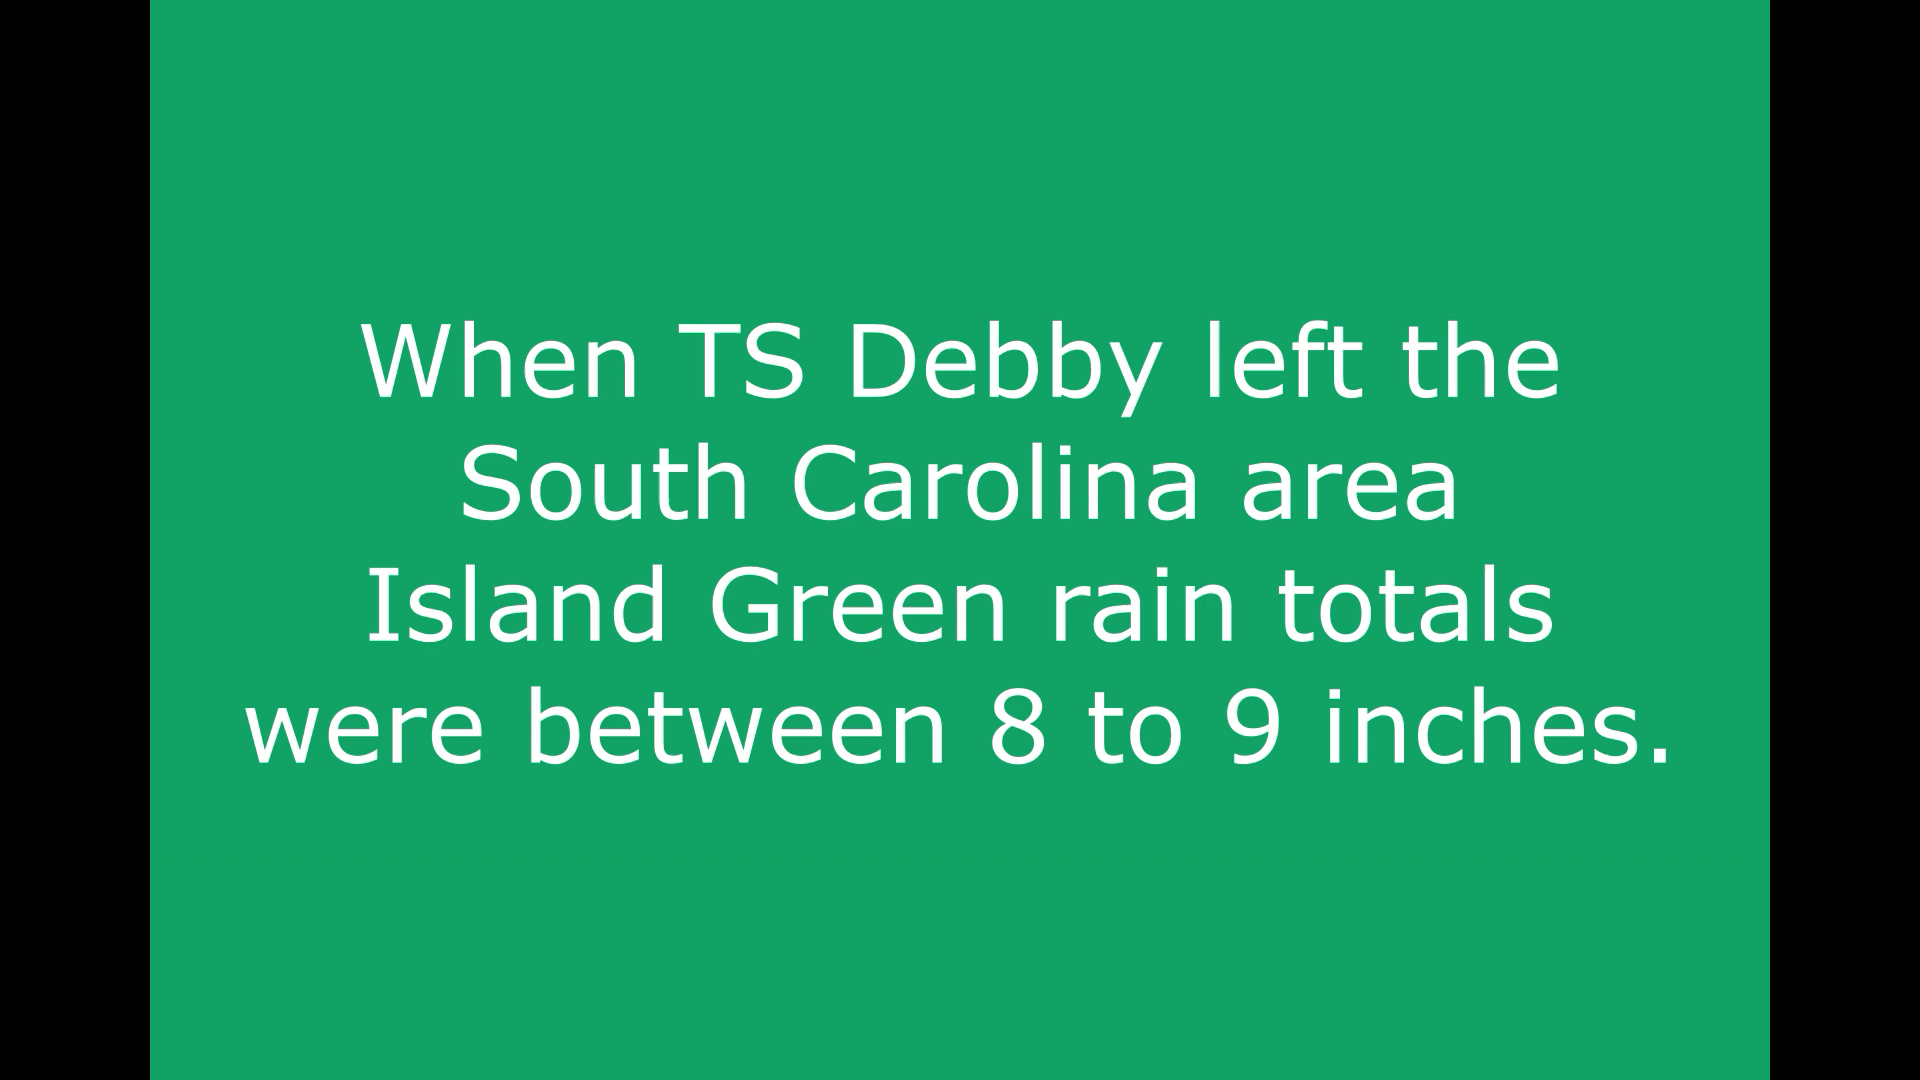 When TS Debby left the
South Carolina area
Island Green rain totals
were between 8 to 9 inches.